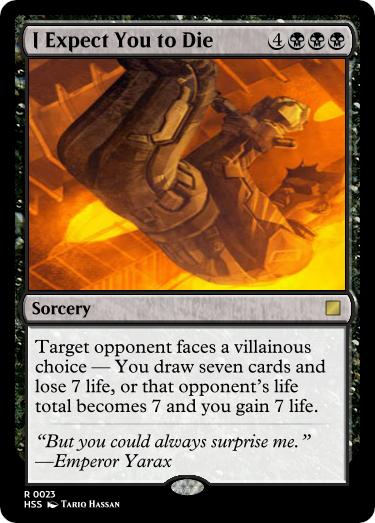 I Expect You to Die 4
Sorcery
Target opponent faces a villainous
choice — You draw seven cards and
lose 7 life, or that opponent's life
total becomes 7 and you gain 7 life.
“But you could always surprise me.”
—Emperor Yarax
R 0023
HSS Tario Hassan